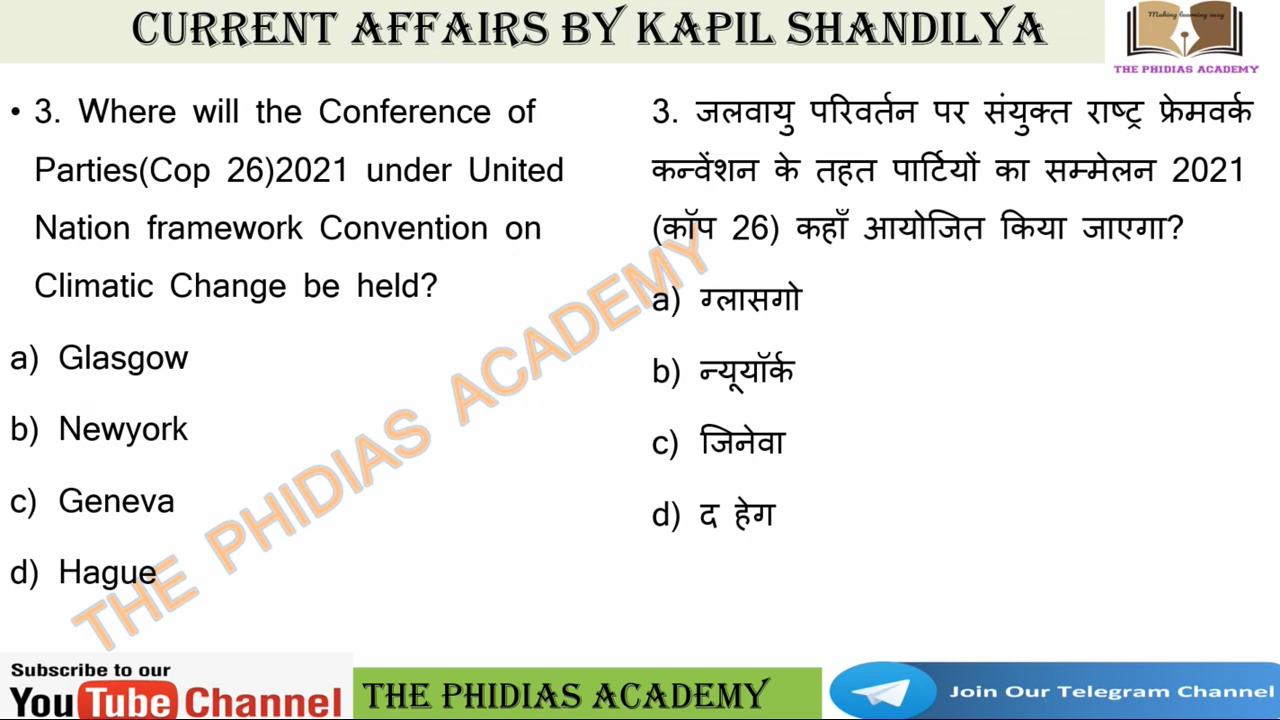 CURRENT AFFAIRS BY KAPIL SHANDILYA
Making learning easy
THE PHIDIAS ACADEMY
• 3. Where will the Conference of
Parties(Cop 26)2021 under United
Nation framework Convention on
Climatic Change be held?
a) Glasgow
b) Newyork
c) Geneva
d) Hague
3. जलवायु परिवर्तन पर संयुक्त राष्ट्र फ्रेमवर्क
कन्वेंशन के तहत पार्टियों का सम्मेलन 2021
(कॉप 26) कहाँ आयोजित किया जाएगा?
a) ग्लासगो
b) न्यूयॉर्क
c) जिनेवा
d) द हेग
THE PHIDIAS ACADEMY
Subscribe to our
YouTube Channel
THE PHIDIAS ACADEMY
Join Our Telegram Channel